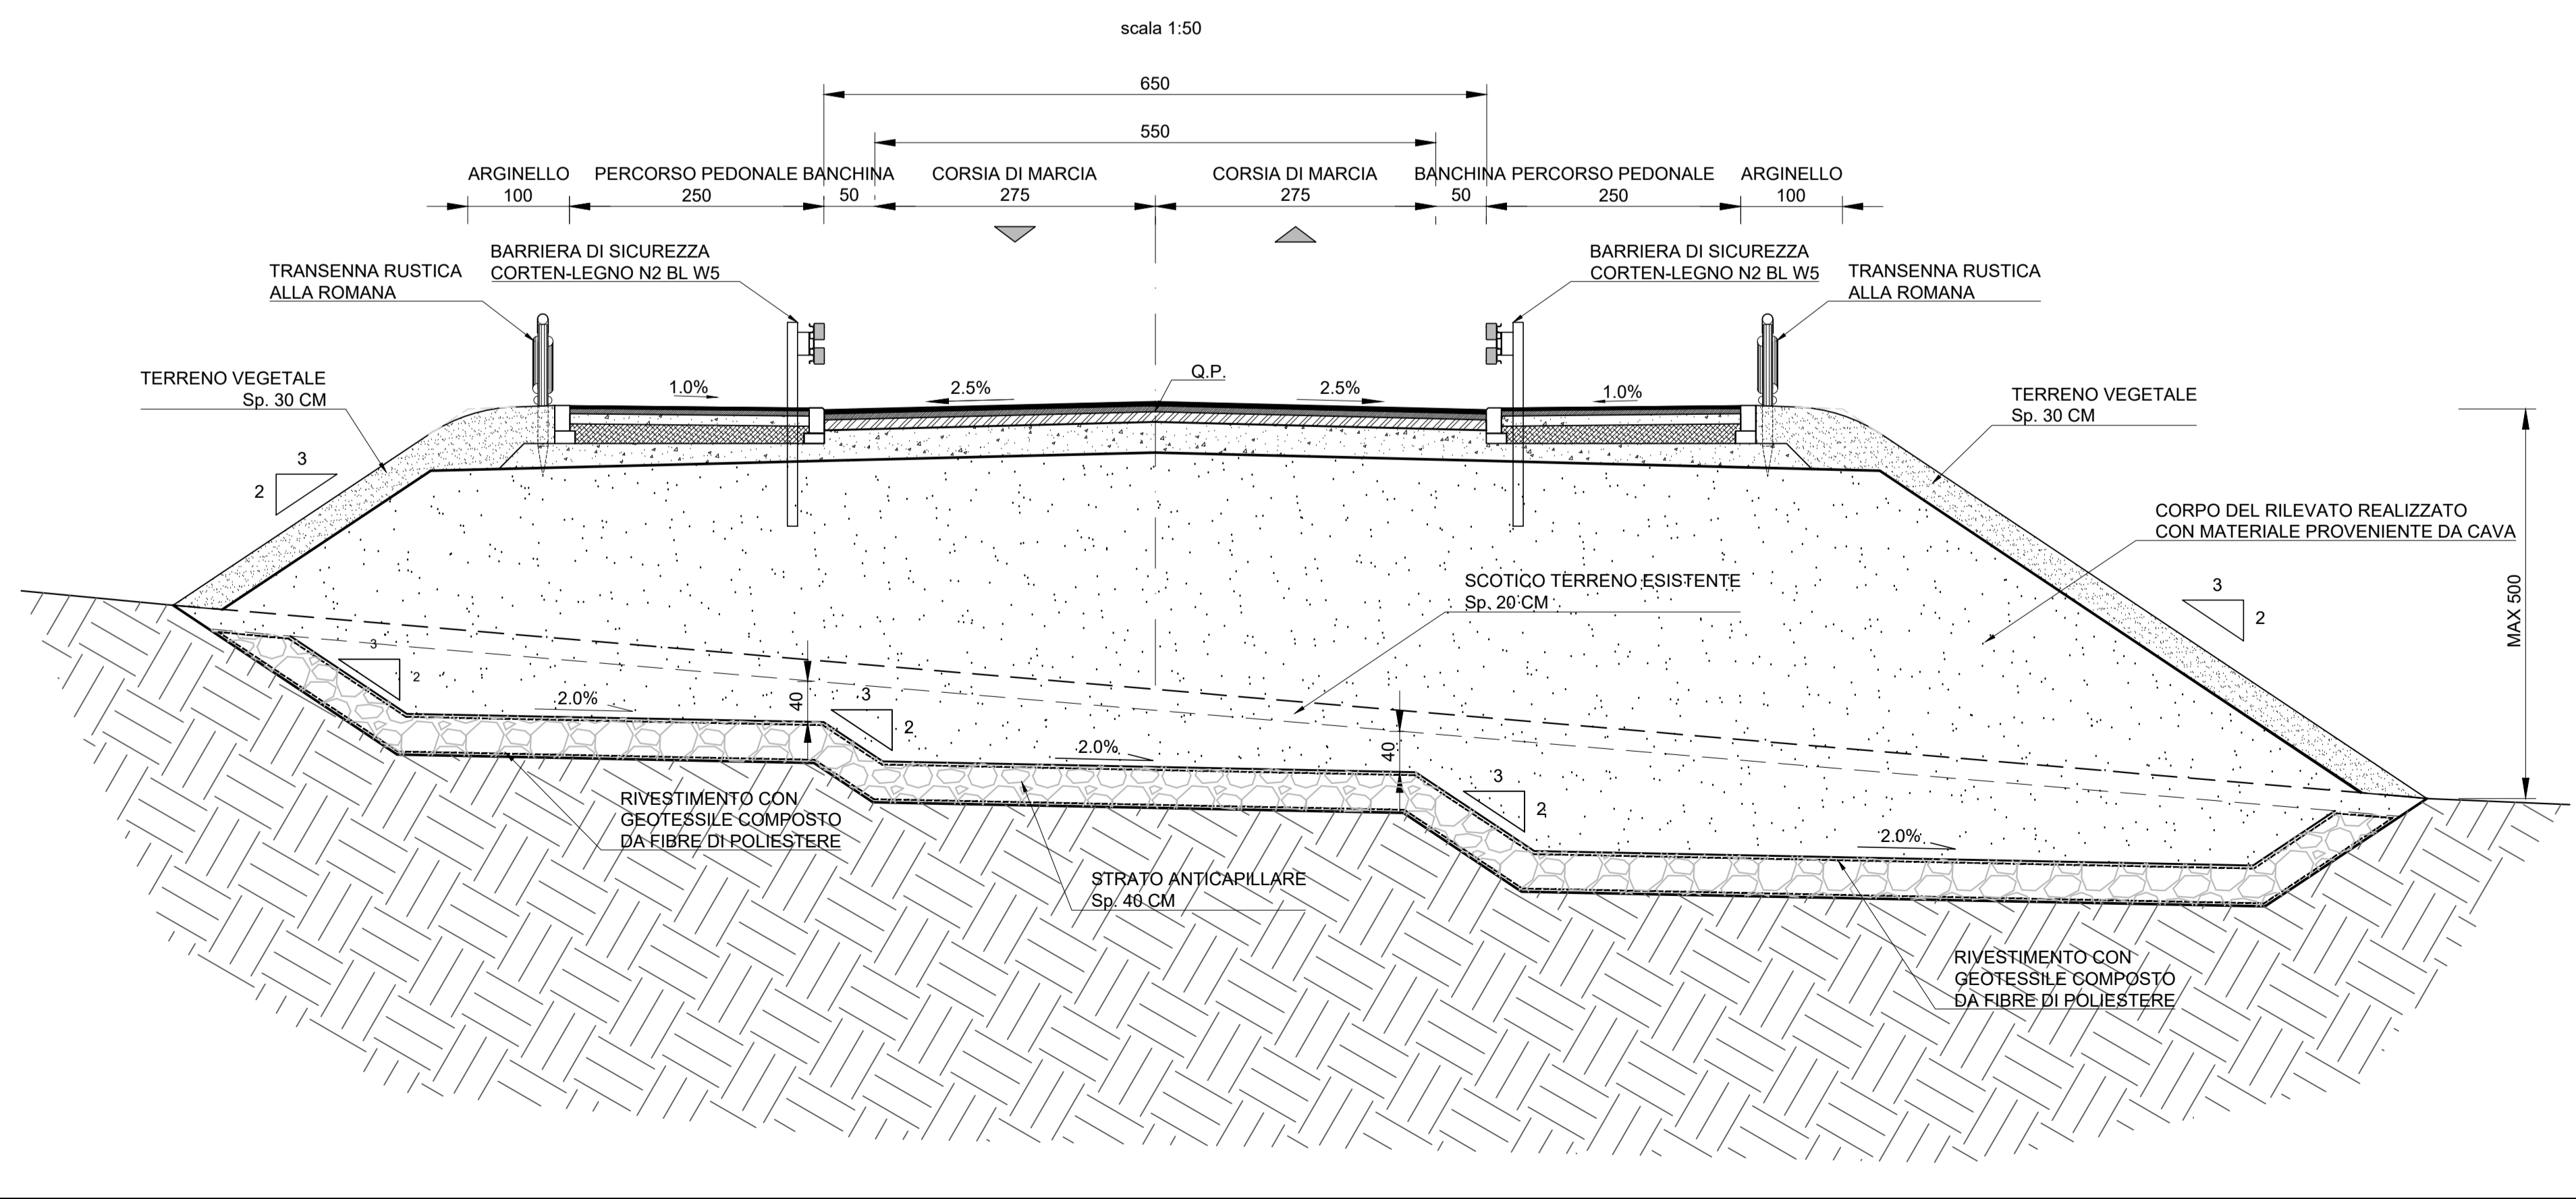 scala 1:50
650
550
ARGINELLO PERCORSO PEDONALE BANCHINA CORSIA DI MARCIA CORSIA DI MARCIA BANCHINA PERCORSO PEDONALE ARGINELLO
100 250 50 275 275 50 250 100
BARRIERA DI SICUREZZA
CORTEN-LEGNO N2 BL W5
TRANSENNA RUSTICA
ALLA ROMANA
BARRIERA DI SICUREZZA
CORTEN-LEGNO N2 BL W5
TRANSENNA RUSTICA
ALLA ROMANA
TERRENO VEGETALE
Sp. 30 CM
1.0%
2.5%
Q.P.
2.5%
1.0%
TERRENO VEGETALE
Sp. 30 CM
3
2
CORPO DEL RILEVATO REALIZZATO
CON MATERIALE PROVENIENTE DA CAVA
SCOTICO TERRENO ESISTENTE
Sp. 20 CM
3
2
MAX 500
3
2
2.0%
40
3
2
2.0%
40
3
2
2.0%
RIVESTIMENTO CON
GEOTESSILE COMPOSTO
DA FIBRE DI POLIESTERE
STRATO ANTICAPILLARE
Sp. 40 CM
RIVESTIMENTO CON
GEOTESSILE COMPOSTO
DA FIBRE DI POLIESTERE